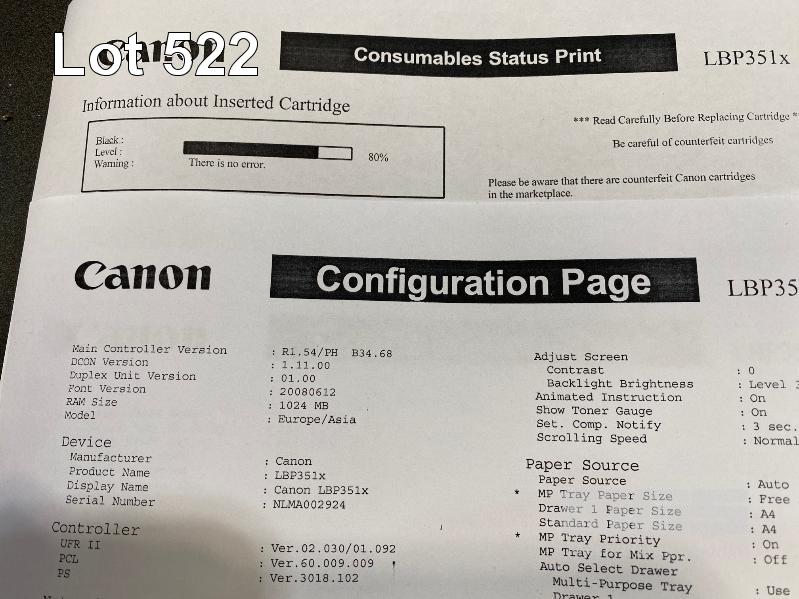 Lot 522
Canon
Consumables Status Print
LBP351x
Information about Inserted Cartridge
Black :
Level :
Warning :
80%
There is no error.
*** Read Carefully Before Replacing Cartridge *
Be careful of counterfeit cartridges
Please be aware that there are counterfeit Canon cartridges
in the marketplace.
Canon
Configuration Page
LBP35
Main Controller Version : R1.54/PH B34.68
DCON Version : 1.11.00
Duplex Unit Version : 01.00
Font Version : 20080612
RAM Size : 1024 MB
Model : Europe/Asia
Device
Manufacturer : Canon
Product Name : LBP351x
Display Name : Canon LBP351x
Serial Number : NLMA002924
Controller
UFR II : Ver.02.030/01.092
PCL : Ver.60.009.009
PS : Ver.3018.102
Adjust Screen
Contrast : 0
Backlight Brightness : Level 3
Animated Instruction : On
Show Toner Gauge : On
Set. Comp. Notify : 3 sec.
Scrolling Speed : Normal
Paper Source
Paper Source : Auto
* MP Tray Paper Size : Free
Drawer 1 Paper Size : A4
Standard Paper Size : A4
* MP Tray Priority : On
MP Tray for Mix Ppr. : Off
Auto Select Drawer
Multi-Purpose Tray : Use
Drawer 1